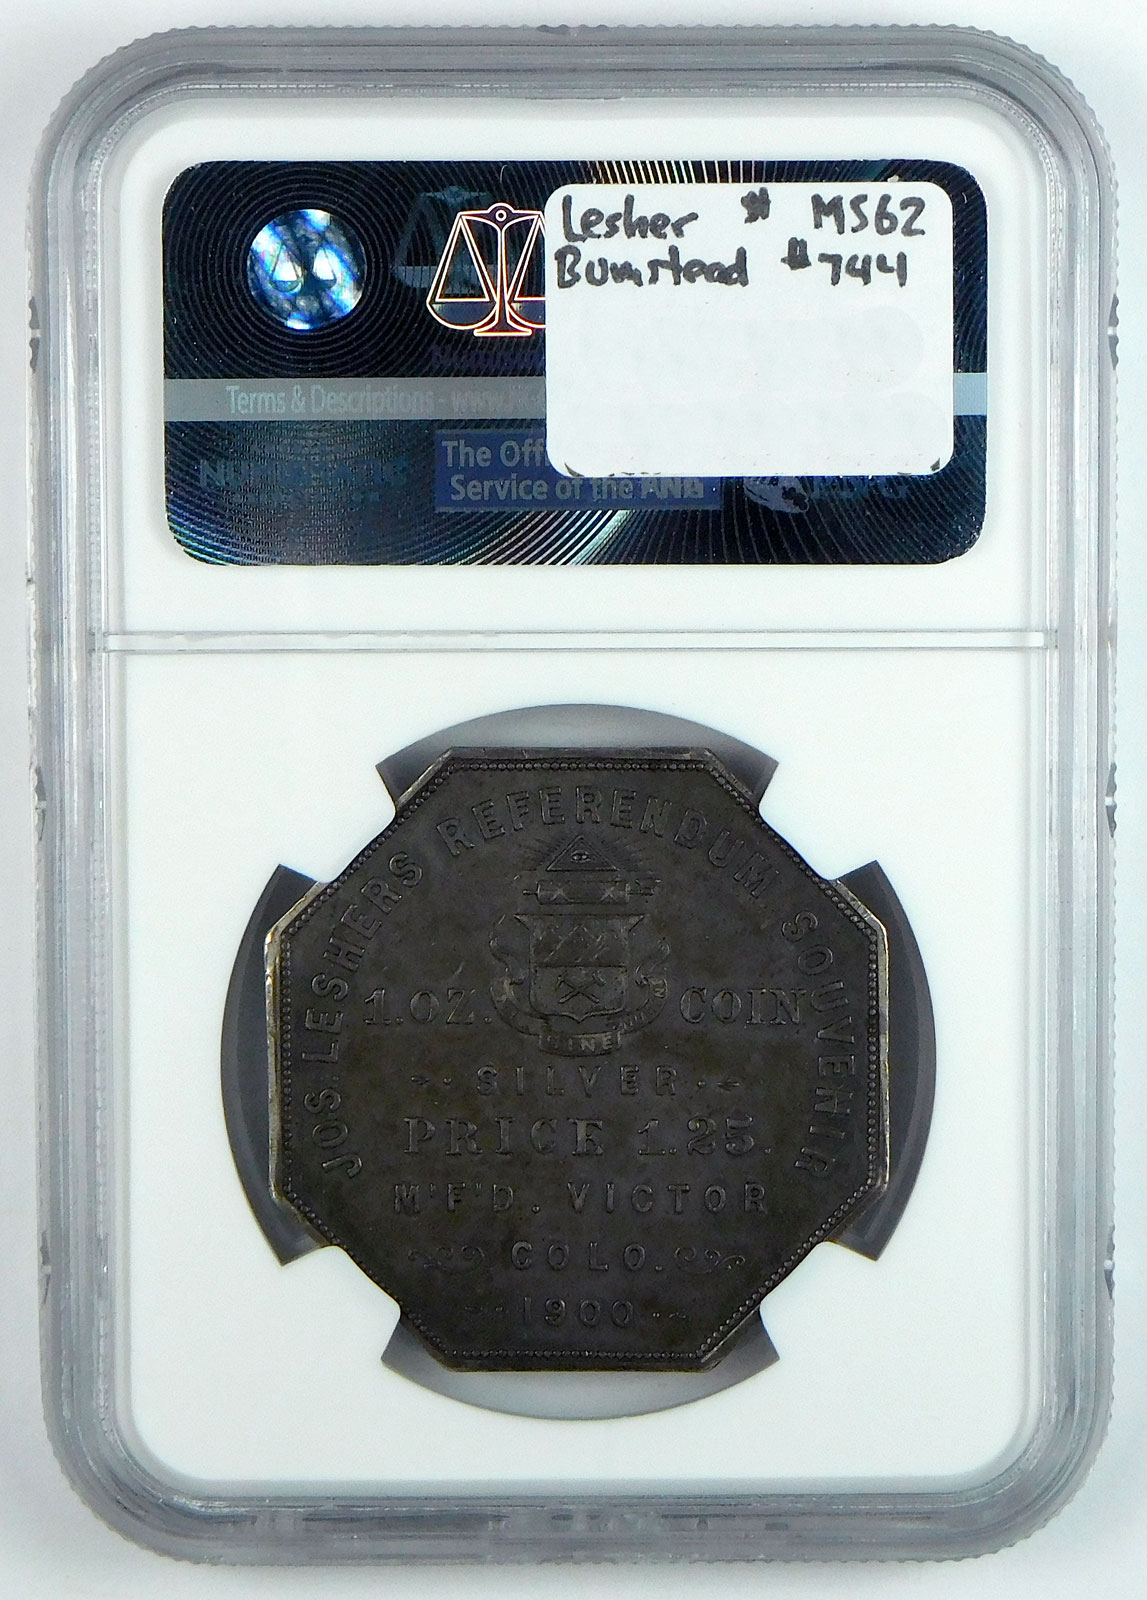 Lesher # MS62
Bumstead #744
Terms & Descriptions - www.
The Off
Service of the ANA
JOS. LESHERS REFERENDUM SOUVENIR
1.OZ. COIN
SINE
SILVER
PRICE 1.25.
M'F'D. VICTOR
COLO.
1900